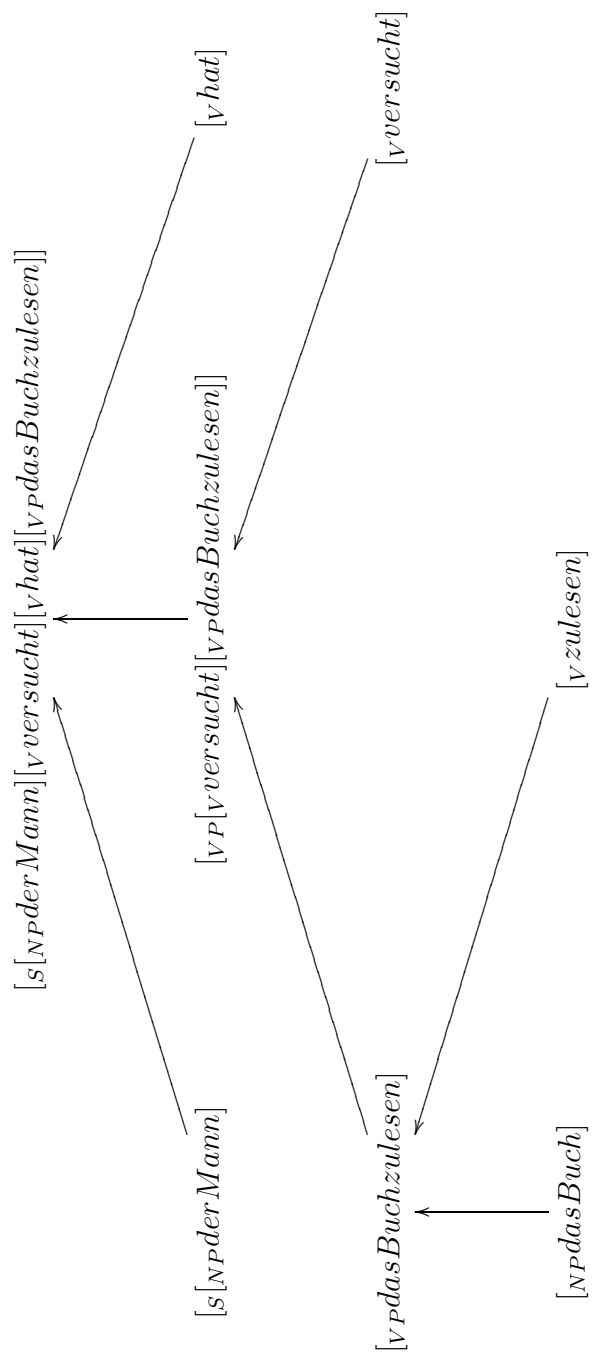 [S[NPderMann][Vversucht][Vhat][VPdasBuchzulesen]]
[S[NPderMann]
[VP[Vversucht][VPdasBuchzulesen]]
[Vhat]
[VPdasBuchzulesen]
[Vversucht]
[NPdasBuch]
[Vzulesen]